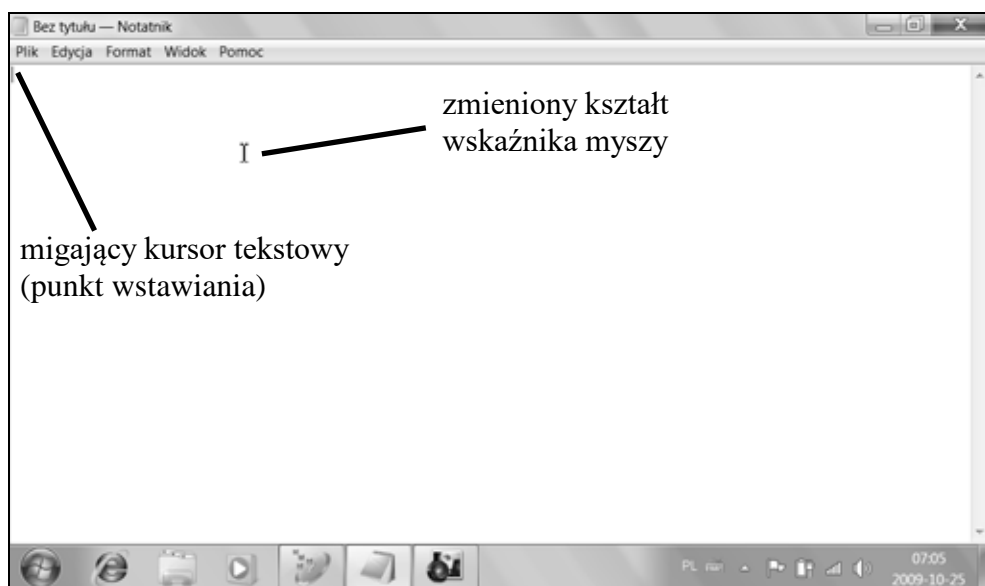 Bez tytułu — Notatnik
Plik Edycja Format Widok Pomoc
zmieniony kształt
wskaźnika myszy
migający kursor tekstowy
(punkt wstawiania)
PL
07:05
2009-10-25